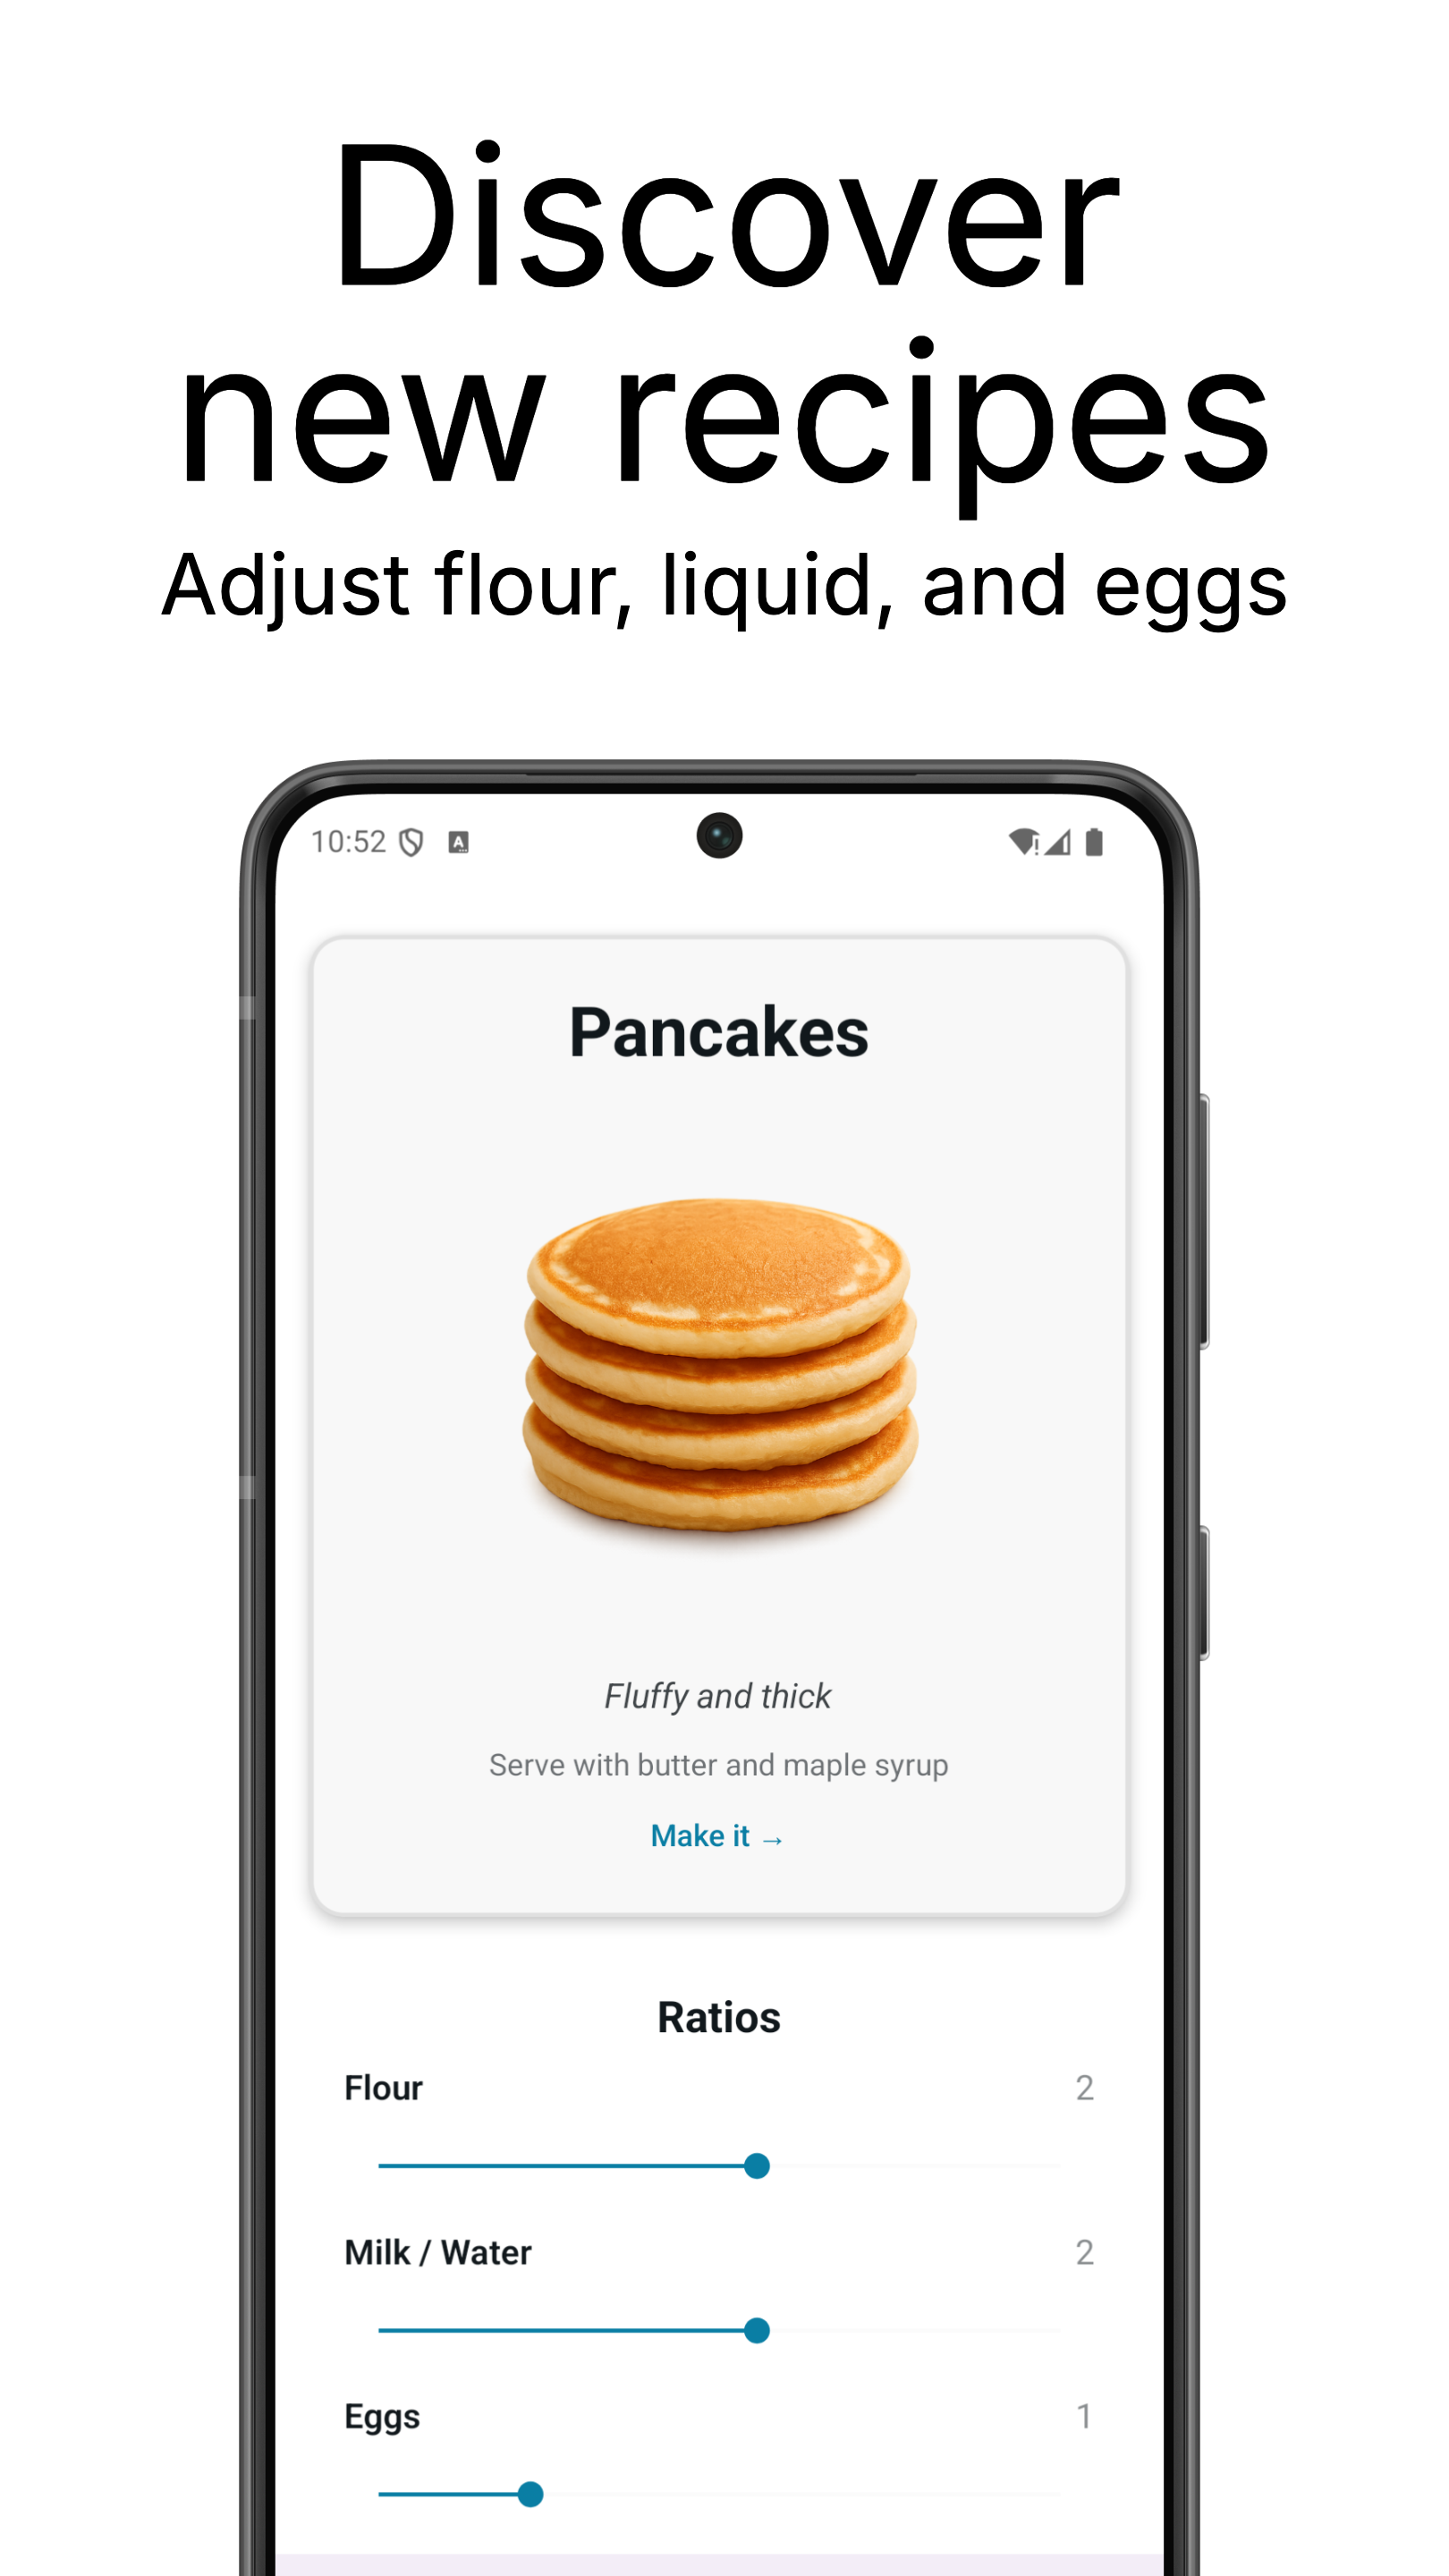 Discover
new recipes
Adjust flour, liquid, and eggs
10:52
A
Pancakes
Fluffy and thick
Serve with butter and maple syrup
Make it →
Ratios
Flour 2
Milk / Water 2
Eggs 1